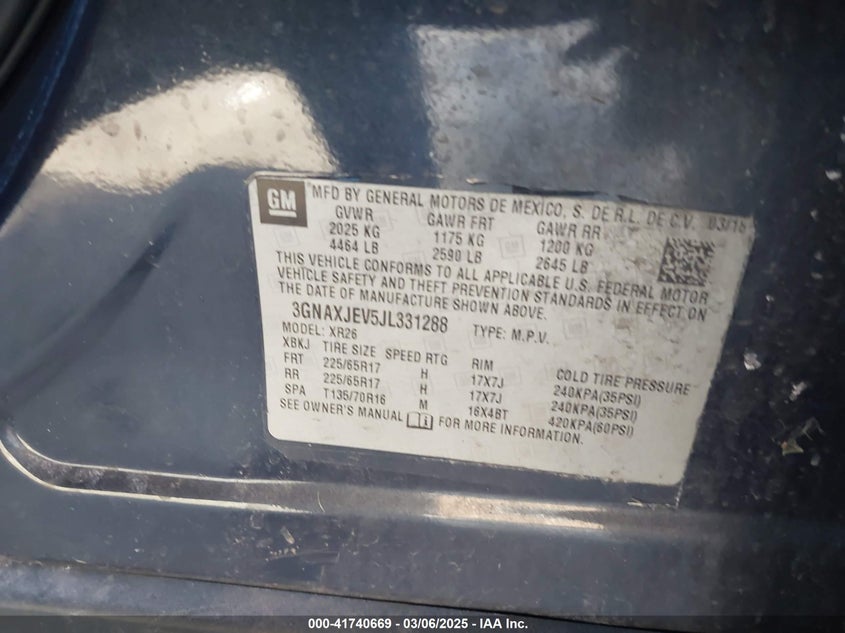 GM
MFD BY GENERAL MOTORS DE MEXICO, S. DE R.L. DE C.V. 03/18
GVWR GAWR FRT GAWR RR
2025 KG 1175 KG 1200 KG
4464 LB 2590 LB 2645 LB
THIS VEHICLE CONFORMS TO ALL APPLICABLE U.S. FEDERAL MOTOR
VEHICLE SAFETY AND THEFT PREVENTION STANDARDS IN EFFECT ON
THE DATE OF MANUFACTURE SHOWN ABOVE.
3GNAXJEV5JL331288 TYPE: M.P.V.
MODEL: XR26
XBKJ TIRE SIZE SPEED RTG RIM COLD TIRE PRESSURE
FRT 225/65R17 H 17X7J 240KPA(35PSI)
RR 225/65R17 H 17X7J 240KPA(35PSI)
SPA T135/70R16 M 16X4BT 420KPA(60PSI)
SEE OWNER'S MANUAL FOR MORE INFORMATION.
000-41740669 - 03/06/2025 - IAA Inc.